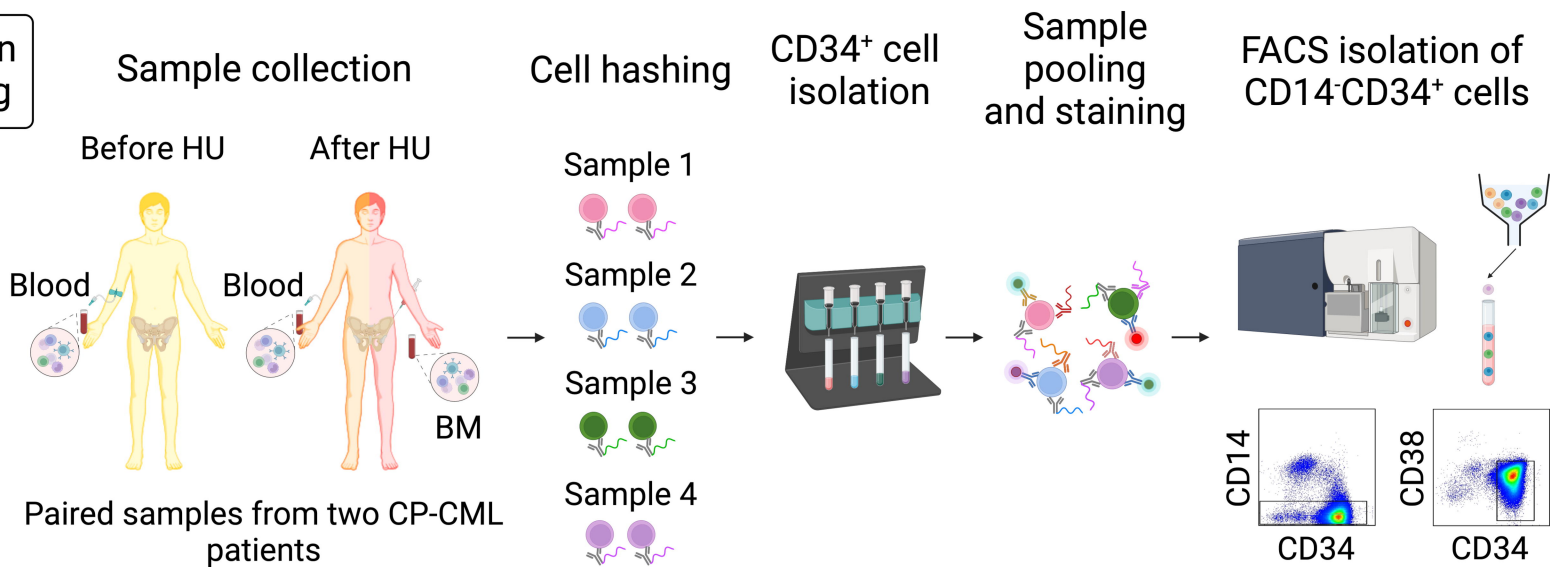 Sample collection
Before HU
After HU
Blood
Blood
BM
Paired samples from two CP-CML
patients
Cell hashing
Sample 1
Sample 2
Sample 3
Sample 4
CD34⁺ cell
isolation
Sample
pooling
and staining
FACS isolation of
CD14⁻CD34⁺ cells
CD14
CD34
CD38
CD34